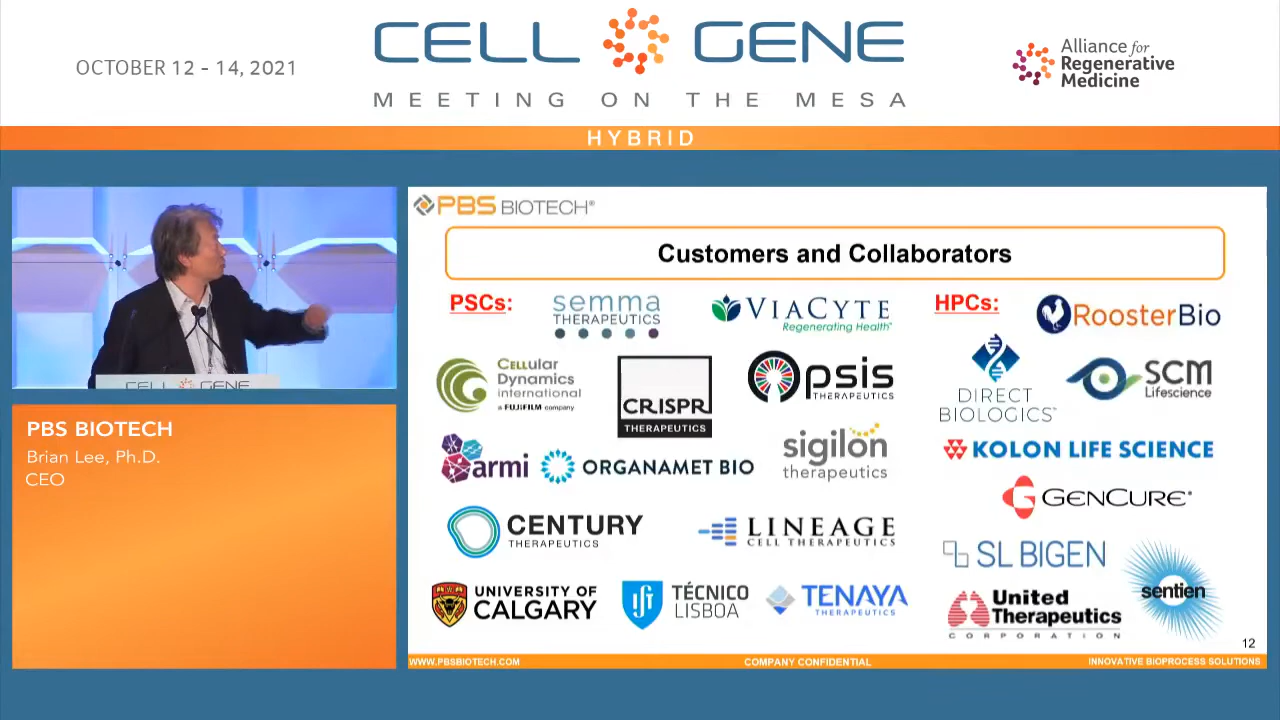 OCTOBER 12 - 14, 2021
CELL GENE
MEETING ON THE MESA
Alliance for
Regenerative
Medicine
HYBRID
CELL GENE
PBS BIOTECH
Brian Lee, Ph.D.
CEO
PBS BIOTECH®
Customers and Collaborators
PSCs:
semma
THERAPEUTICS
VIACYTE
Regenerating Health™
HPCs:
RoosterBio
Cellular
Dynamics
international
a FUJIFILM company
CRISPR
THERAPEUTICS
Opsis
THERAPEUTICS
DIRECT
BIOLOGICS™
SCM
Lifescience
armi
ORGANAMET BIO
sigilon
therapeutics
KOLON LIFE SCIENCE
GENCURE®
CENTURY
THERAPEUTICS
LINEAGE
CELL THERAPEUTICS
SL BIGEN
sentien
UNIVERSITY OF
CALGARY
TÉCNICO
LISBOA
TENAYA
THERAPEUTICS
United
Therapeutics
CORPORATION
12
WWW.PBSBIOTECH.COM
COMPANY CONFIDENTIAL
INNOVATIVE BIOPROCESS SOLUTIONS